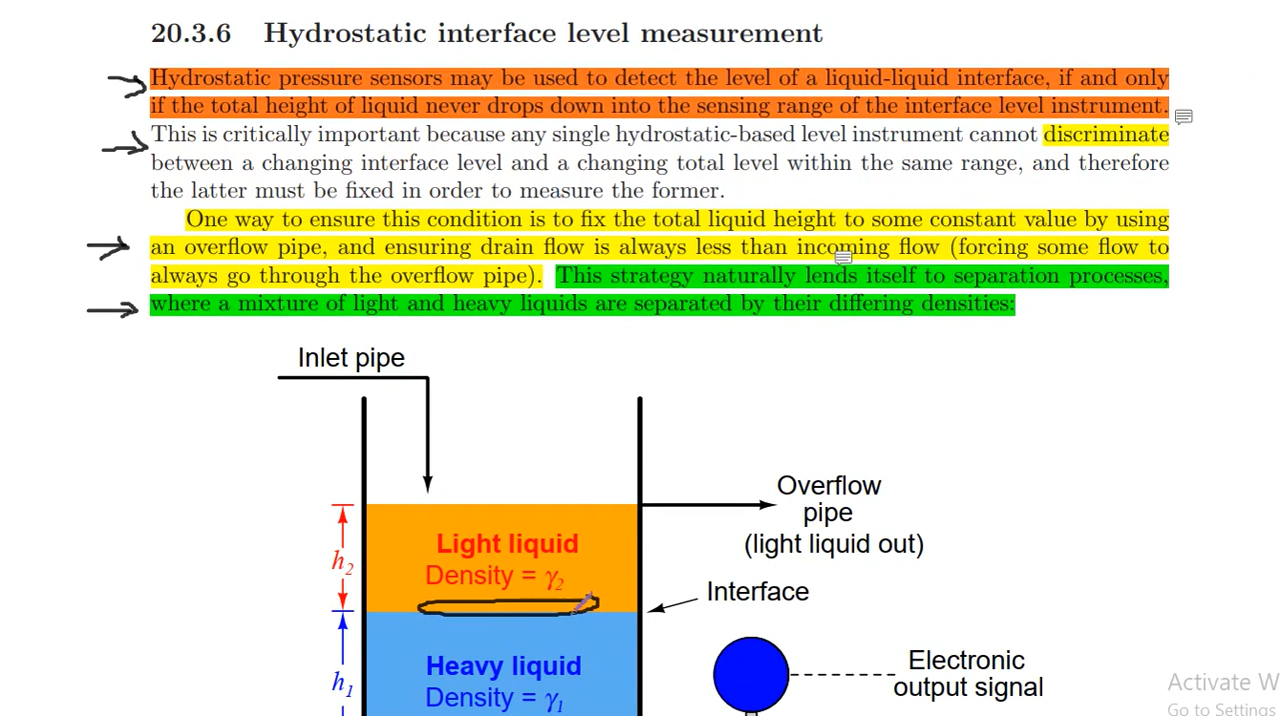 20.3.6 Hydrostatic interface level measurement
Hydrostatic pressure sensors may be used to detect the level of a liquid-liquid interface, if and only
if the total height of liquid never drops down into the sensing range of the interface level instrument.
This is critically important because any single hydrostatic-based level instrument cannot discriminate
between a changing interface level and a changing total level within the same range, and therefore
the latter must be fixed in order to measure the former.
One way to ensure this condition is to fix the total liquid height to some constant value by using
an overflow pipe, and ensuring drain flow is always less than incoming flow (forcing some flow to
always go through the overflow pipe). This strategy naturally lends itself to separation processes,
where a mixture of light and heavy liquids are separated by their differing densities:
Inlet pipe
Overflow
pipe
(light liquid out)
h₂
Light liquid
Density = γ₂
Interface
h₁
Heavy liquid
Density = γ₁
Electronic
output signal
Activate W
Go to Settings